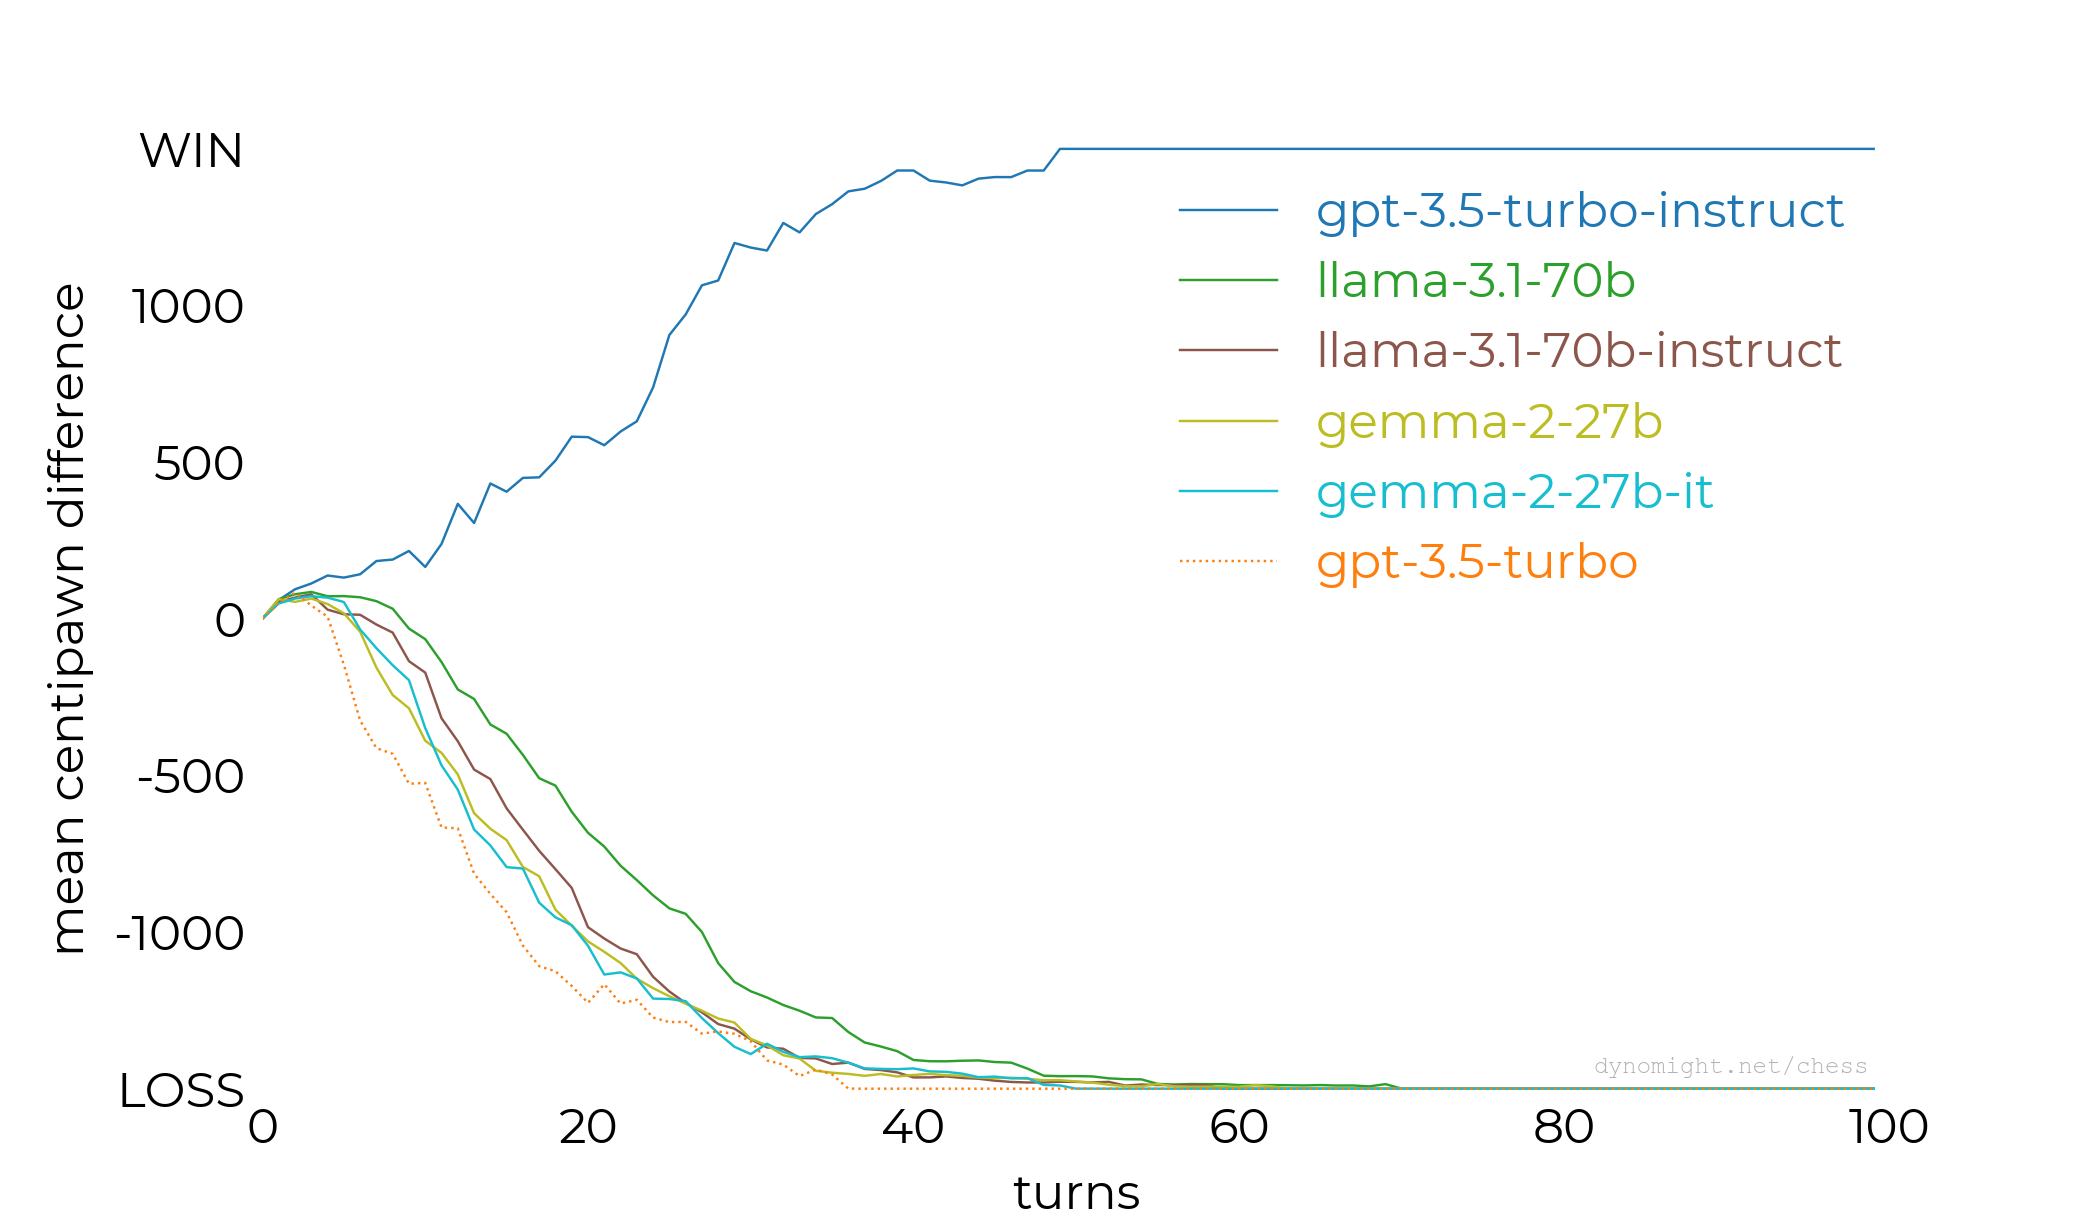 WIN
1000
500
0
-500
-1000
LOSS
mean centipawn difference
gpt-3.5-turbo-instruct
llama-3.1-70b
llama-3.1-70b-instruct
gemma-2-27b
gemma-2-27b-it
gpt-3.5-turbo
dynomight.net/chess
0 20 40 60 80 100
turns